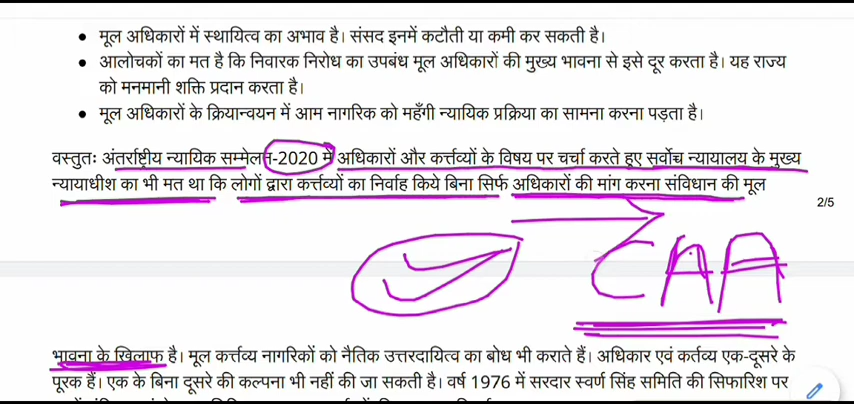 • मूल अधिकारों में स्थायित्व का अभाव है। संसद इनमें कटौती या कमी कर सकती है।
• आलोचकों का मत है कि निवारक निरोध का उपबंध मूल अधिकारों की मुख्य भावना से इसे दूर करता है। यह राज्य
को मनमानी शक्ति प्रदान करता है।
• मूल अधिकारों के क्रियान्वयन में आम नागरिक को महँगी न्यायिक प्रक्रिया का सामना करना पड़ता है।
वस्तुतः अंतर्राष्ट्रीय न्यायिक सम्मेलन-2020 में अधिकारों और कर्त्तव्यों के विषय पर चर्चा करते हुए सर्वोच्च न्यायालय के मुख्य
न्यायाधीश का भी मत था कि लोगों द्वारा कर्त्तव्यों का निर्वाह किये बिना सिर्फ अधिकारों की मांग करना संविधान की मूल
2/5
CAA
भावना के खिलाफ है। मूल कर्त्तव्य नागरिकों को नैतिक उत्तरदायित्व का बोध भी कराते हैं। अधिकार एवं कर्तव्य एक-दूसरे के
पूरक हैं। एक के बिना दूसरे की कल्पना भी नहीं की जा सकती है। वर्ष 1976 में सरदार स्वर्ण सिंह समिति की सिफारिश पर